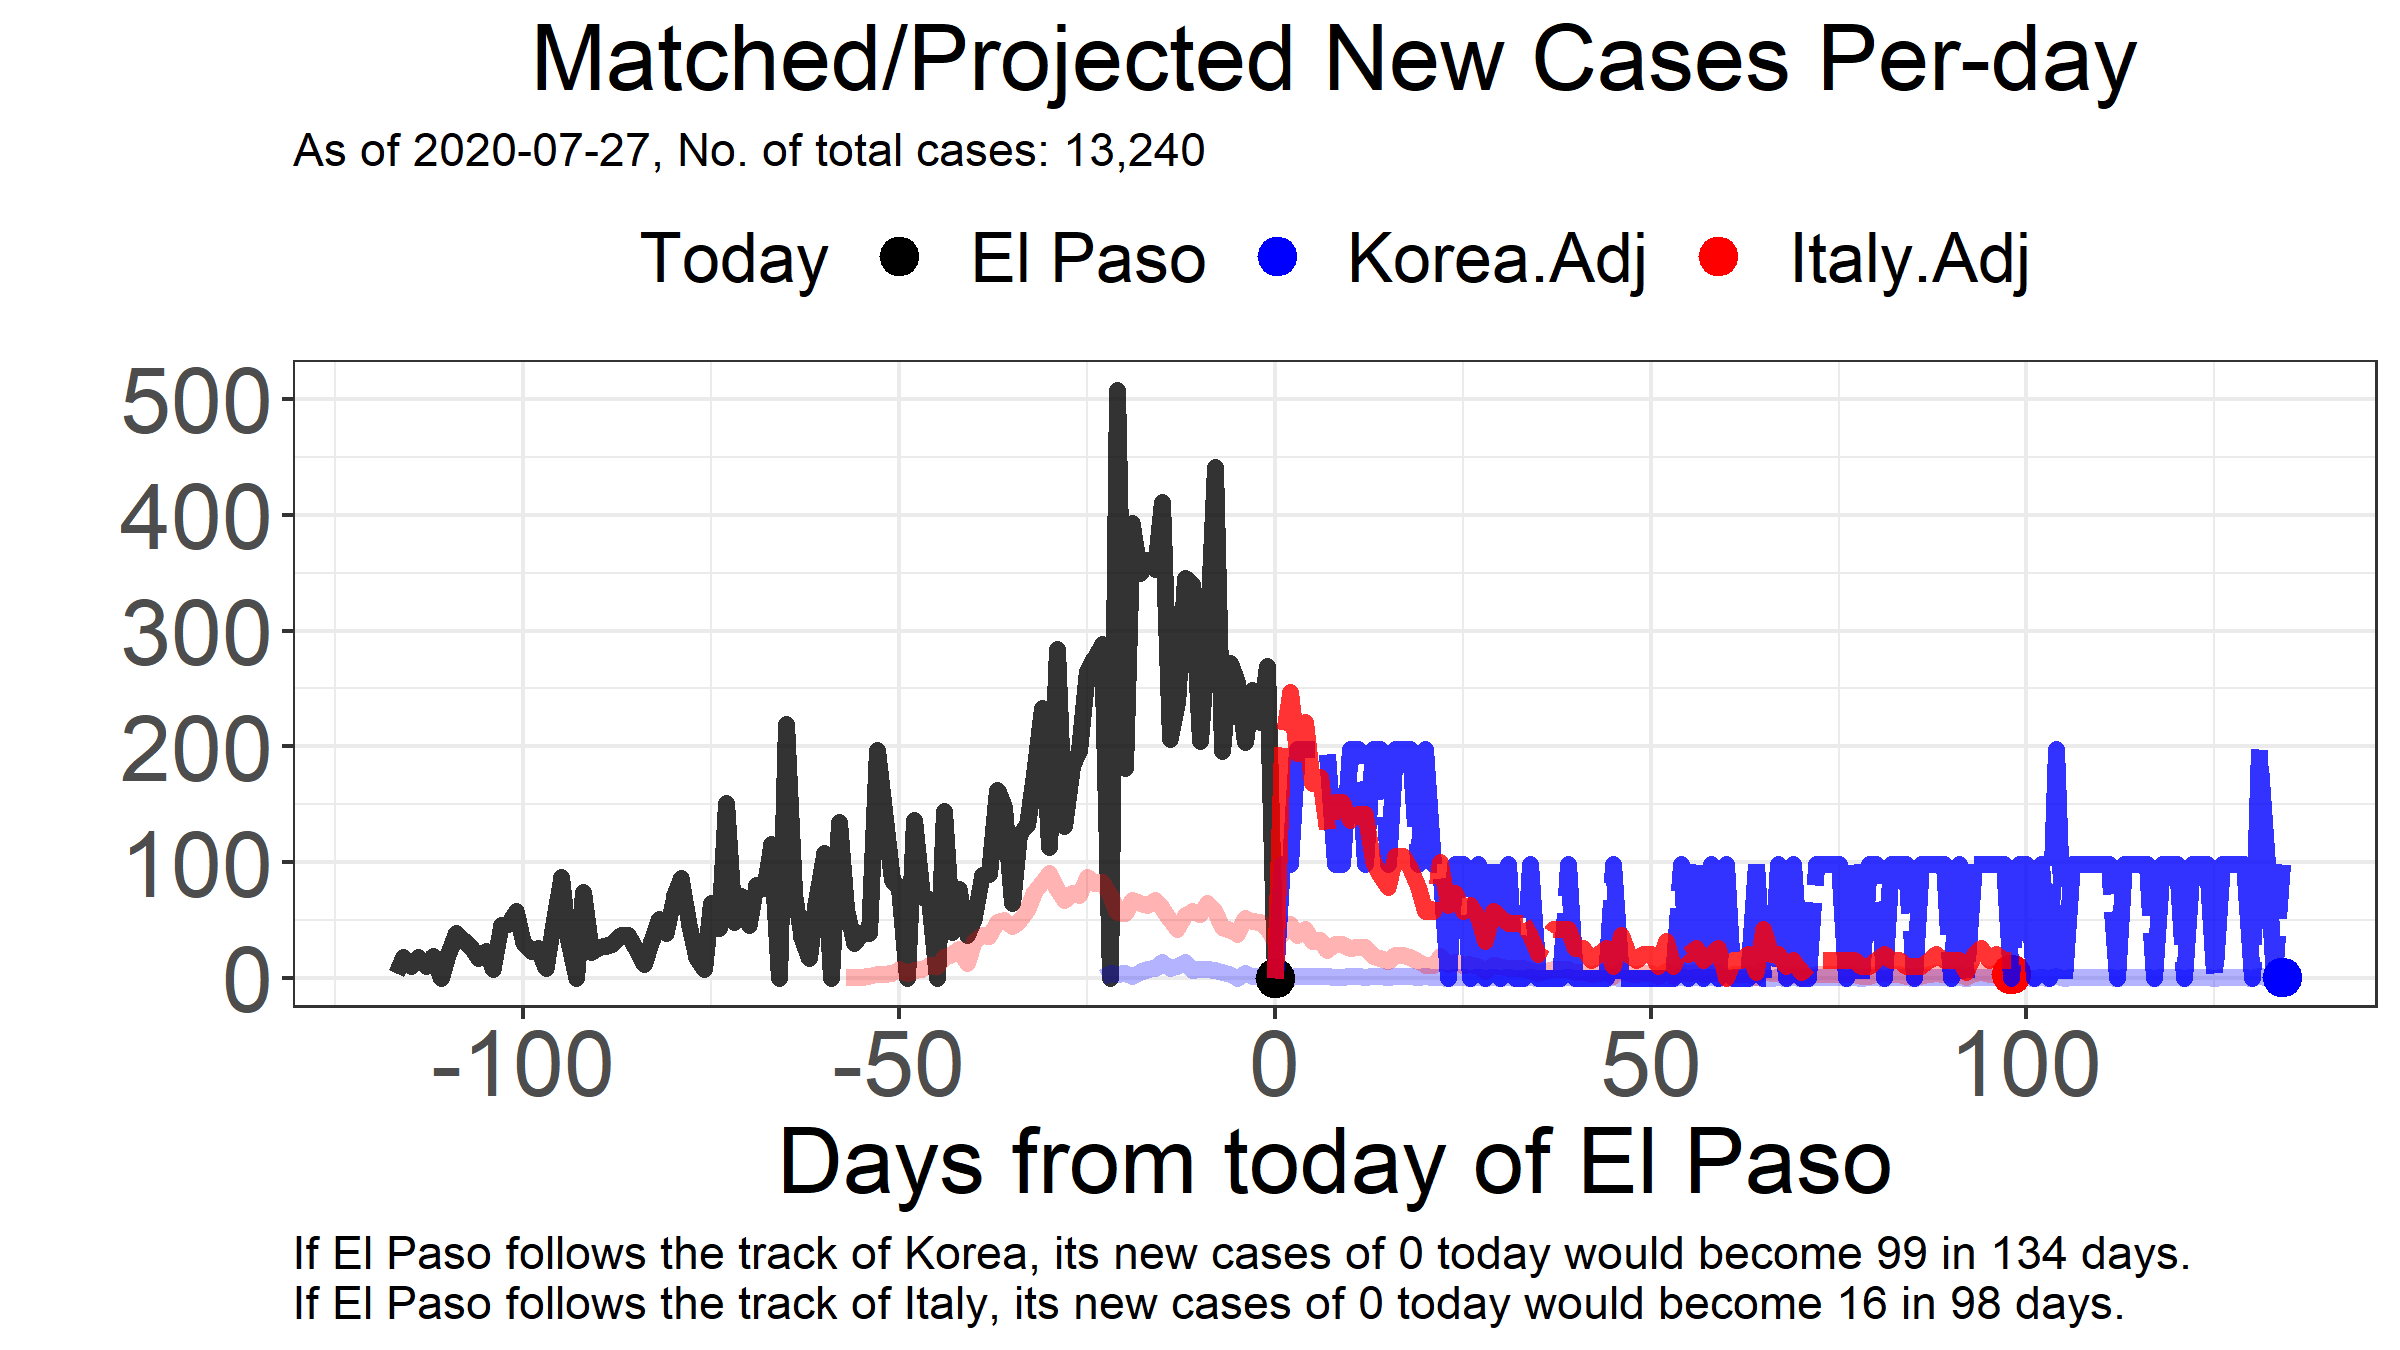 Matched/Projected New Cases Per-day
As of 2020-07-27, No. of total cases: 13,240
Today El Paso Korea.Adj Italy.Adj
500
400
300
200
100
0
-100 -50 0 50 100
Days from today of El Paso
If El Paso follows the track of Korea, its new cases of 0 today would become 99 in 134 days.
If El Paso follows the track of Italy, its new cases of 0 today would become 16 in 98 days.